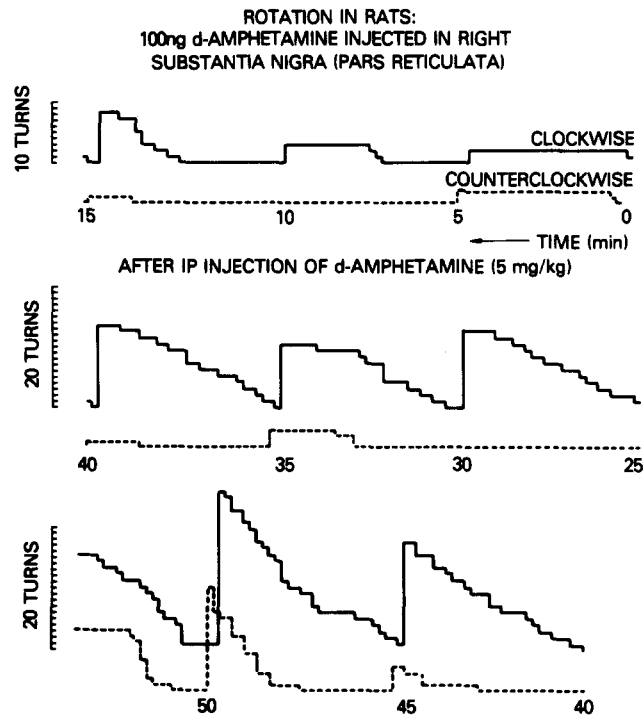 ROTATION IN RATS:
100ng d-AMPHETAMINE INJECTED IN RIGHT
SUBSTANTIA NIGRA (PARS RETICULATA)
10 TURNS
CLOCKWISE
COUNTERCLOCKWISE
15 10 5 0
TIME (min)
AFTER IP INJECTION OF d-AMPHETAMINE (5 mg/kg)
20 TURNS
40 35 30 25
20 TURNS
50 45 40